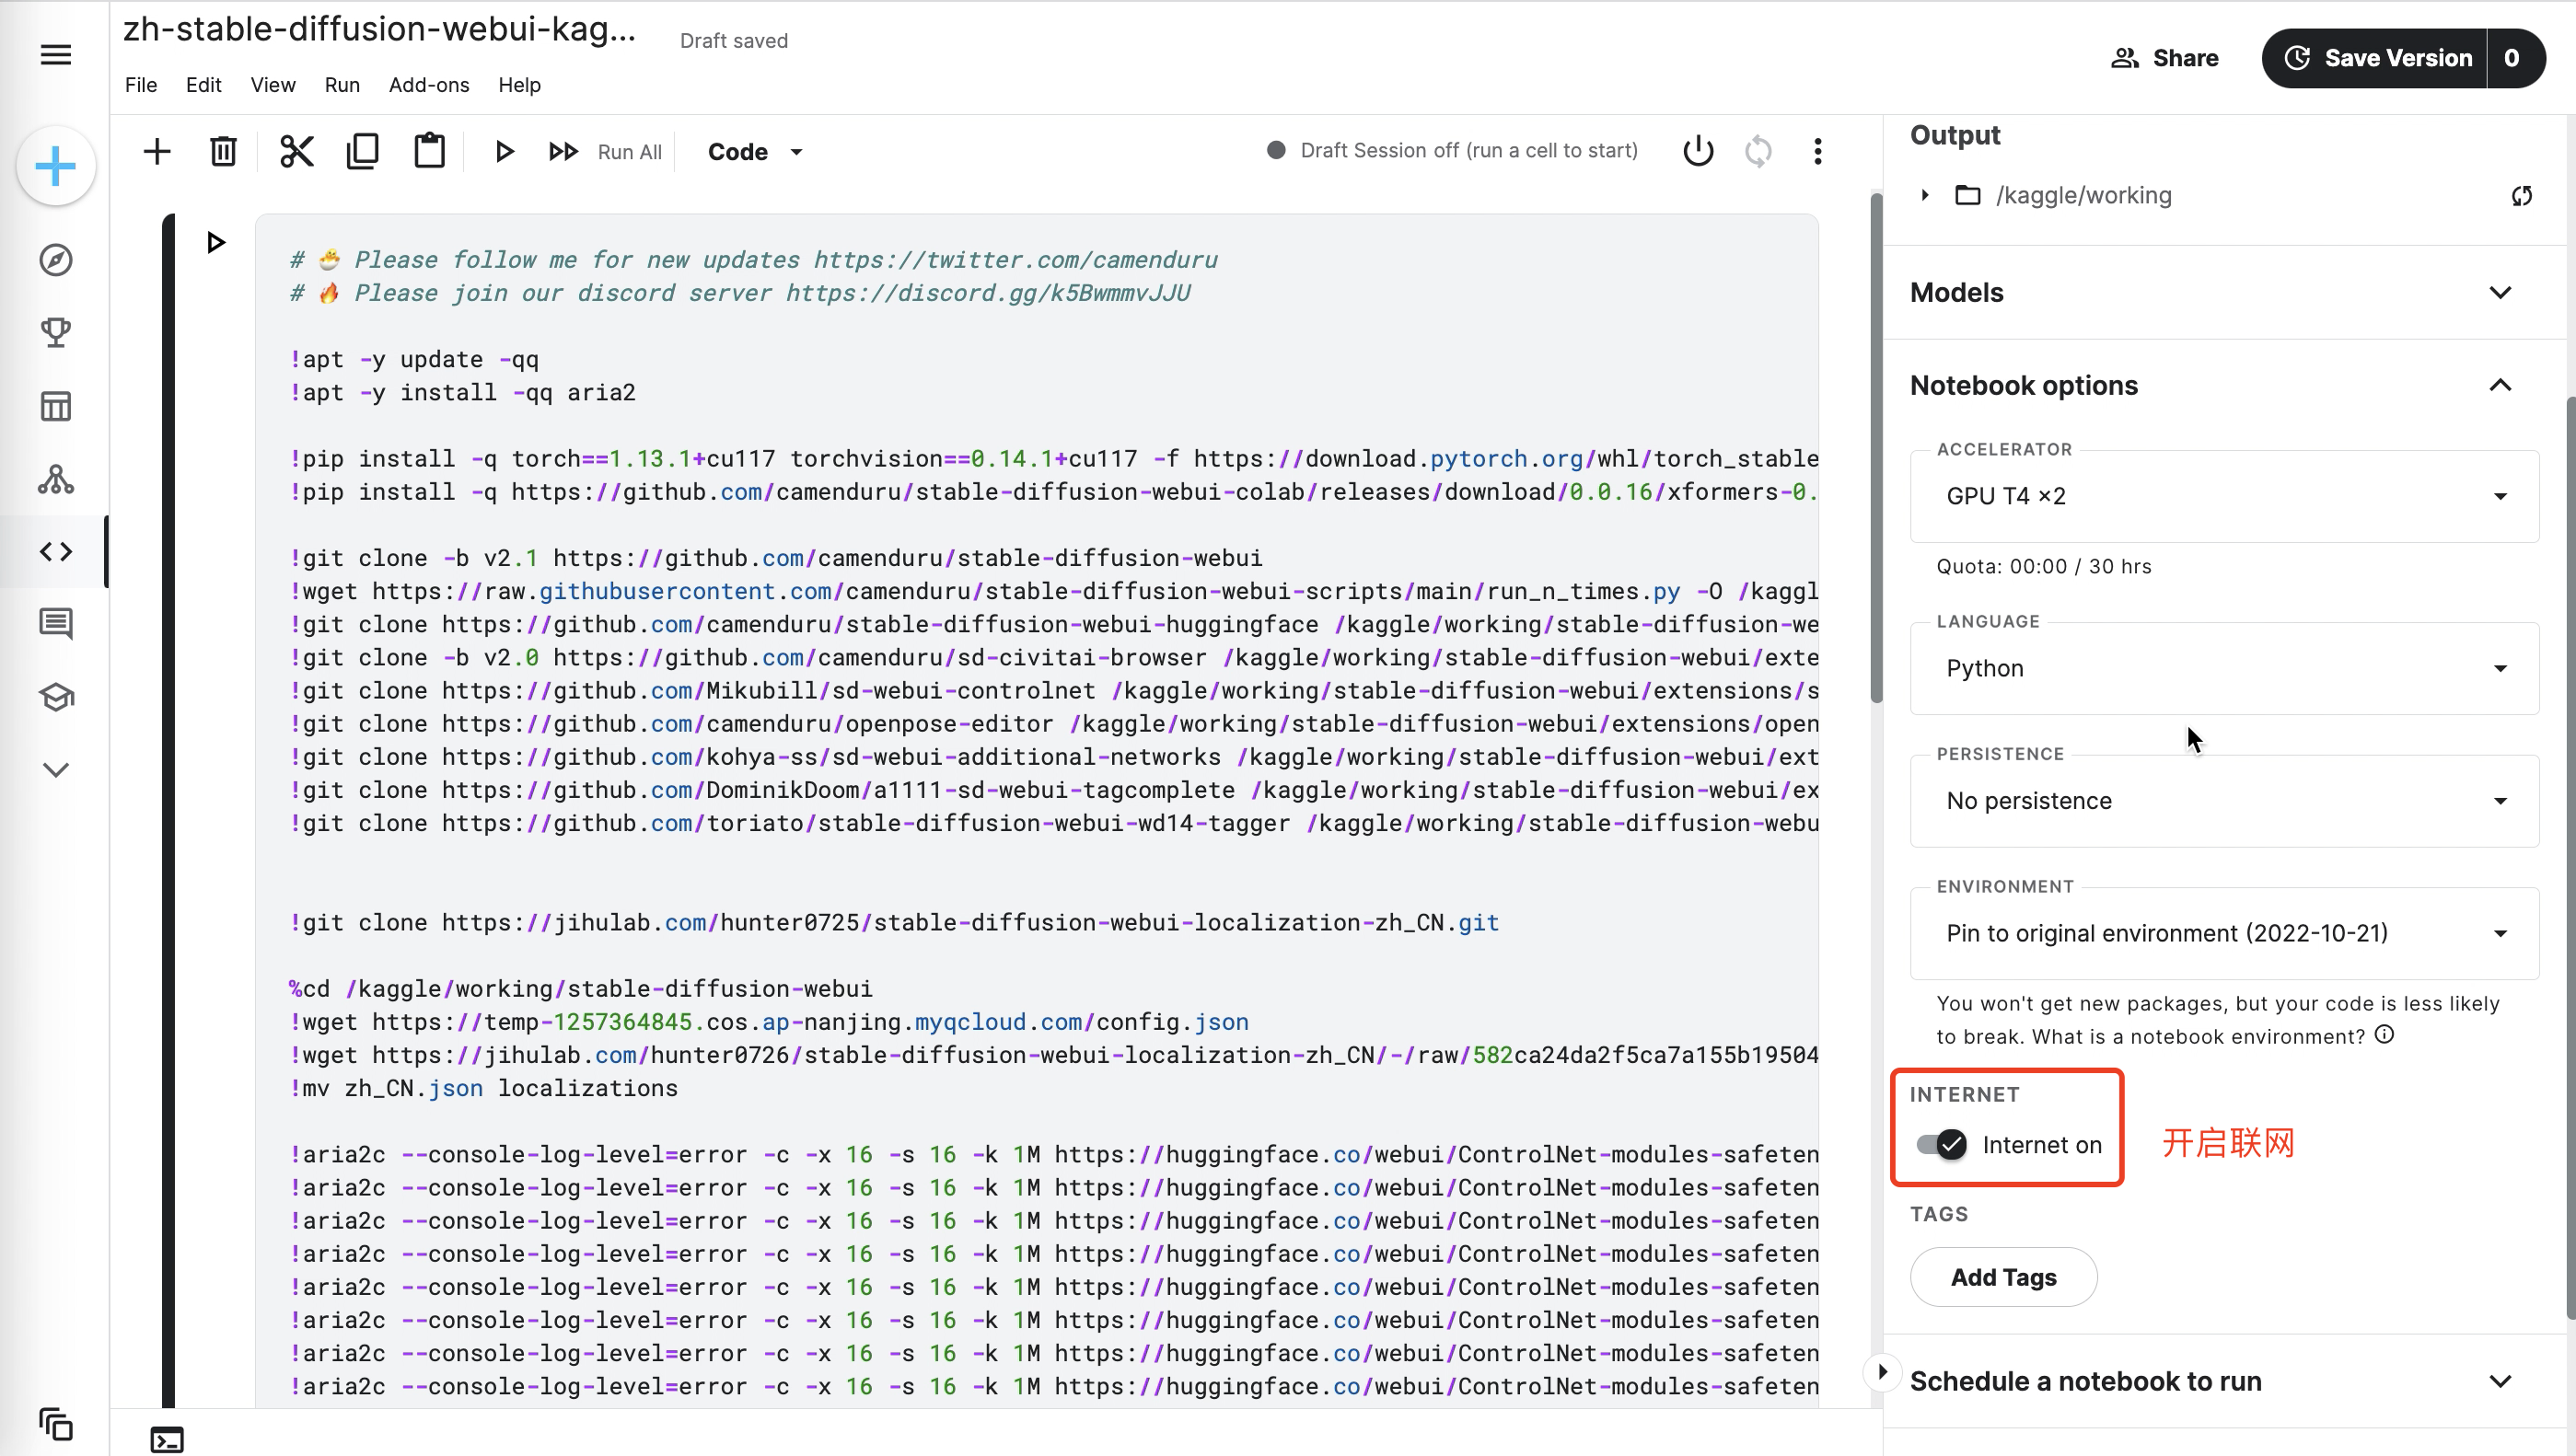 zh-stable-diffusion-webui-kag...
Draft saved
File Edit View Run Add-ons Help
Share
Save Version 0
Run All
Code
Draft Session off (run a cell to start)
# 🐣 Please follow me for new updates https://twitter.com/camenduru
# 🔥 Please join our discord server https://discord.gg/k5BwmmvJJU
!apt -y update -qq
!apt -y install -qq aria2
!pip install -q torch==1.13.1+cu117 torchvision==0.14.1+cu117 -f https://download.pytorch.org/whl/torch_stable
!pip install -q https://github.com/camenduru/stable-diffusion-webui-colab/releases/download/0.0.16/xformers-0.
!git clone -b v2.1 https://github.com/camenduru/stable-diffusion-webui
!wget https://raw.githubusercontent.com/camenduru/stable-diffusion-webui-scripts/main/run_n_times.py -O /kaggl
!git clone https://github.com/camenduru/stable-diffusion-webui-huggingface /kaggle/working/stable-diffusion-we
!git clone -b v2.0 https://github.com/camenduru/sd-civitai-browser /kaggle/working/stable-diffusion-webui/exte
!git clone https://github.com/Mikubill/sd-webui-controlnet /kaggle/working/stable-diffusion-webui/extensions/s
!git clone https://github.com/camenduru/openpose-editor /kaggle/working/stable-diffusion-webui/extensions/open
!git clone https://github.com/kohya-ss/sd-webui-additional-networks /kaggle/working/stable-diffusion-webui/ext
!git clone https://github.com/DominikDoom/a1111-sd-webui-tagcomplete /kaggle/working/stable-diffusion-webui/ex
!git clone https://github.com/toriato/stable-diffusion-webui-wd14-tagger /kaggle/working/stable-diffusion-webu
!git clone https://jihulab.com/hunter0725/stable-diffusion-webui-localization-zh_CN.git
%cd /kaggle/working/stable-diffusion-webui
!wget https://temp-1257364845.cos.ap-nanjing.myqcloud.com/config.json
!wget https://jihulab.com/hunter0726/stable-diffusion-webui-localization-zh_CN/-/raw/582ca24da2f5ca7a155b19504
!mv zh_CN.json localizations
!aria2c --console-log-level=error -c -x 16 -s 16 -k 1M https://huggingface.co/webui/ControlNet-modules-safeten
!aria2c --console-log-level=error -c -x 16 -s 16 -k 1M https://huggingface.co/webui/ControlNet-modules-safeten
!aria2c --console-log-level=error -c -x 16 -s 16 -k 1M https://huggingface.co/webui/ControlNet-modules-safeten
!aria2c --console-log-level=error -c -x 16 -s 16 -k 1M https://huggingface.co/webui/ControlNet-modules-safeten
!aria2c --console-log-level=error -c -x 16 -s 16 -k 1M https://huggingface.co/webui/ControlNet-modules-safeten
!aria2c --console-log-level=error -c -x 16 -s 16 -k 1M https://huggingface.co/webui/ControlNet-modules-safeten
!aria2c --console-log-level=error -c -x 16 -s 16 -k 1M https://huggingface.co/webui/ControlNet-modules-safeten
!aria2c --console-log-level=error -c -x 16 -s 16 -k 1M https://huggingface.co/webui/ControlNet-modules-safeten
Output
/kaggle/working
Models
Notebook options
ACCELERATOR
GPU T4 ×2
Quota: 00:00 / 30 hrs
LANGUAGE
Python
PERSISTENCE
No persistence
ENVIRONMENT
Pin to original environment (2022-10-21)
You won't get new packages, but your code is less likely
to break. What is a notebook environment?
INTERNET
Internet on
开启联网
TAGS
Add Tags
Schedule a notebook to run